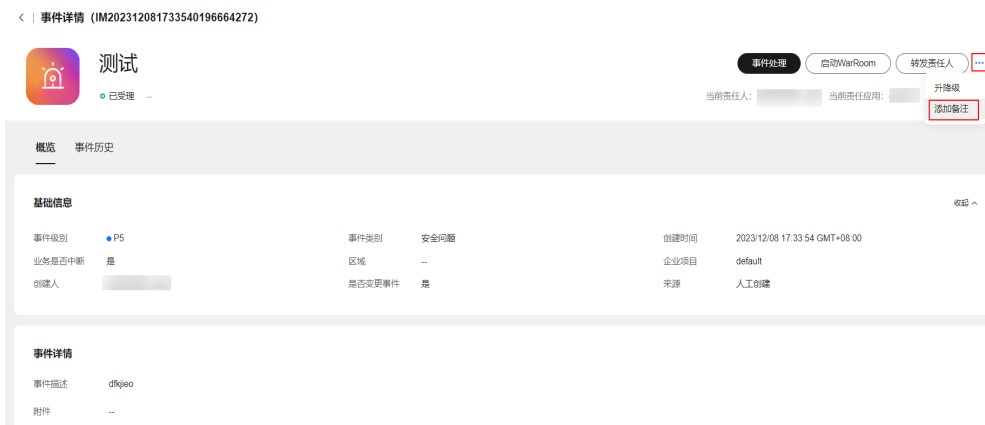 < | 事件详情（IM202312081733540196664272）
测试
事件处理 启动WarRoom 转发责任人 ...
已受理 --
当前责任人： 当前责任应用：
升降级
添加备注
概览 事件历史
基础信息 收起
事件级别 P5 事件类别 安全问题 创建时间 2023/12/08 17:33:54 GMT+08:00
业务是否中断 是 区域 -- 企业项目 default
创建人 是否变更事件 是 来源 人工创建
事件详情
事件描述 dfkjieo
附件 --